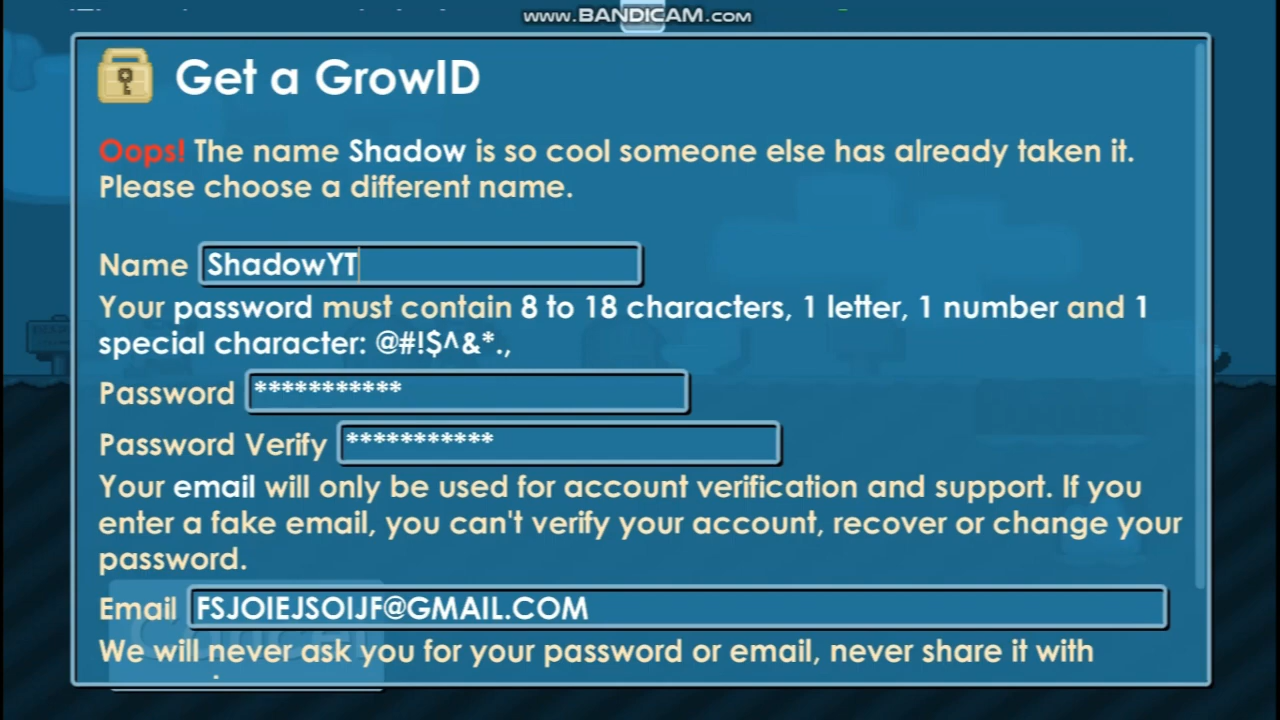 www.BANDICAM.com
Get a GrowID
Oops! The name Shadow is so cool someone else has already taken it.
Please choose a different name.
Name ShadowYT
Your password must contain 8 to 18 characters, 1 letter, 1 number and 1
special character: @#!$^&*.,
Password ***********
Password Verify ***********
Your email will only be used for account verification and support. If you
enter a fake email, you can't verify your account, recover or change your
password.
Email FSJOIEJSOIJF@GMAIL.COM
Cancel
We will never ask you for your password or email, never share it with